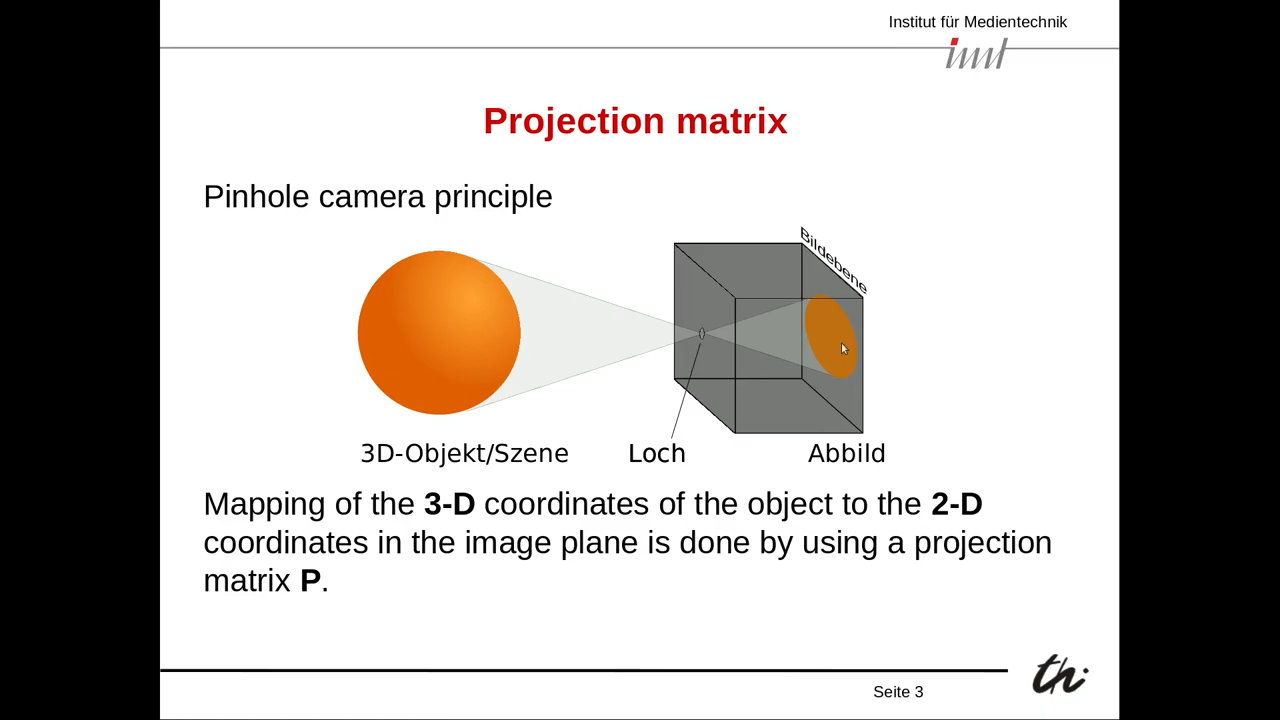 Institut für Medientechnik
iml
Projection matrix
Pinhole camera principle
Bildebene
3D-Objekt/Szene
Loch
Abbild
Mapping of the 3-D coordinates of the object to the 2-D
coordinates in the image plane is done by using a projection
matrix P.
Seite 3
th